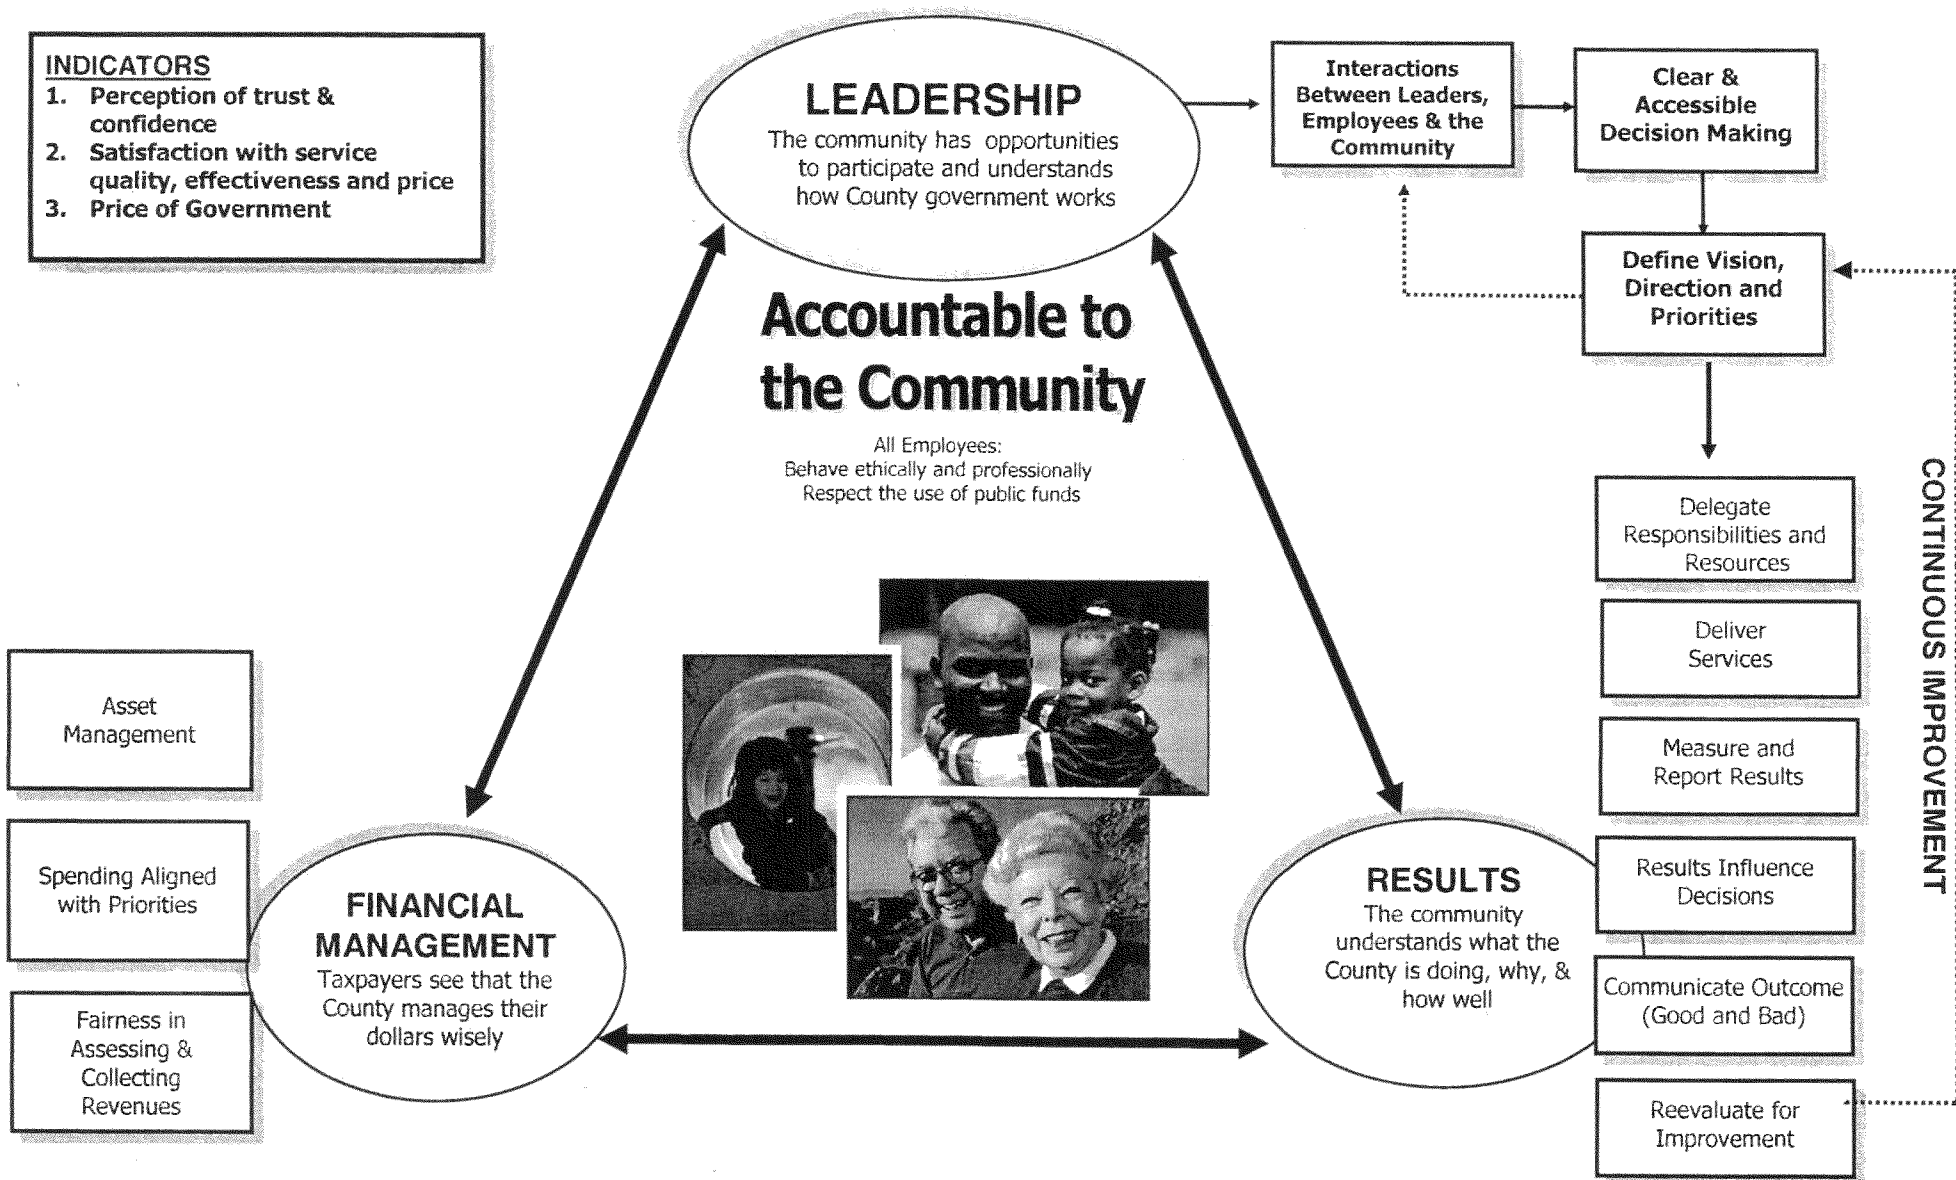 INDICATORS
1. Perception of trust &
confidence
2. Satisfaction with service
quality, effectiveness and price
3. Price of Government
LEADERSHIP
The community has opportunities
to participate and understands
how County government works
Interactions
Between Leaders,
Employees & the
Community
Clear &
Accessible
Decision Making
Define Vision,
Direction and
Priorities
Accountable to
the Community
All Employees:
Behave ethically and professionally
Respect the use of public funds
Delegate
Responsibilities and
Resources
Deliver
Services
Measure and
Report Results
Results Influence
Decisions
Communicate Outcome
(Good and Bad)
Reevaluate for
Improvement
CONTINUOUS IMPROVEMENT
Asset
Management
Spending Aligned
with Priorities
Fairness in
Assessing &
Collecting
Revenues
FINANCIAL
MANAGEMENT
Taxpayers see that the
County manages their
dollars wisely
RESULTS
The community
understands what the
County is doing, why, &
how well